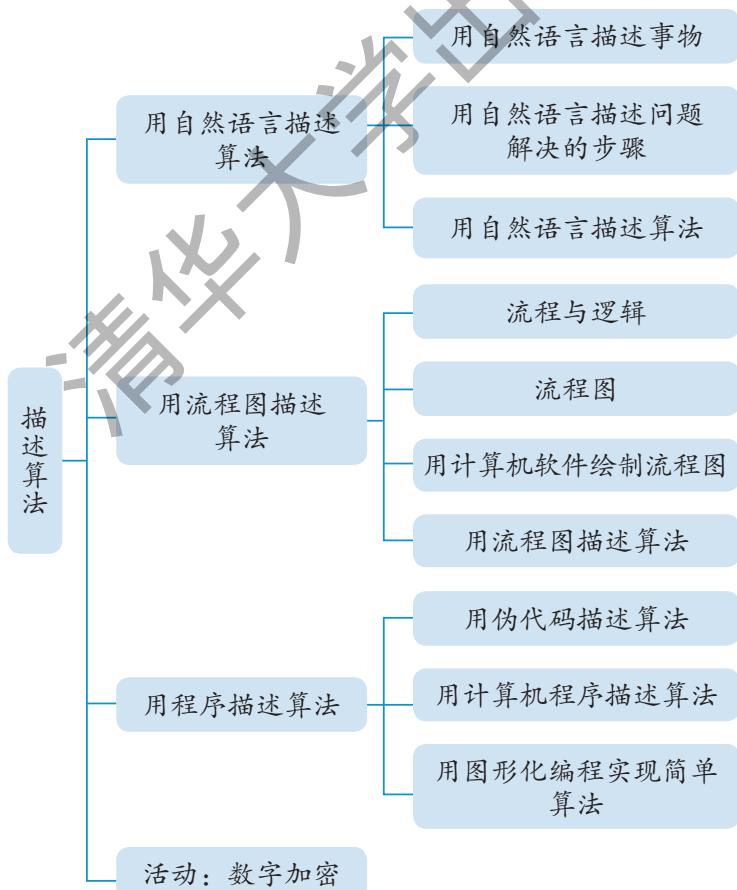 用自然语言描述事物
用自然语言描述
算法
用自然语言描述问题
解决的步骤
用自然语言描述算法
流程与逻辑
描述算法
用流程图描述
算法
流程图
用计算机软件绘制流程图
用流程图描述算法
用伪代码描述算法
用程序描述算法
用计算机程序描述算法
用图形化编程实现简单
算法
活动：数字加密
清华大学出